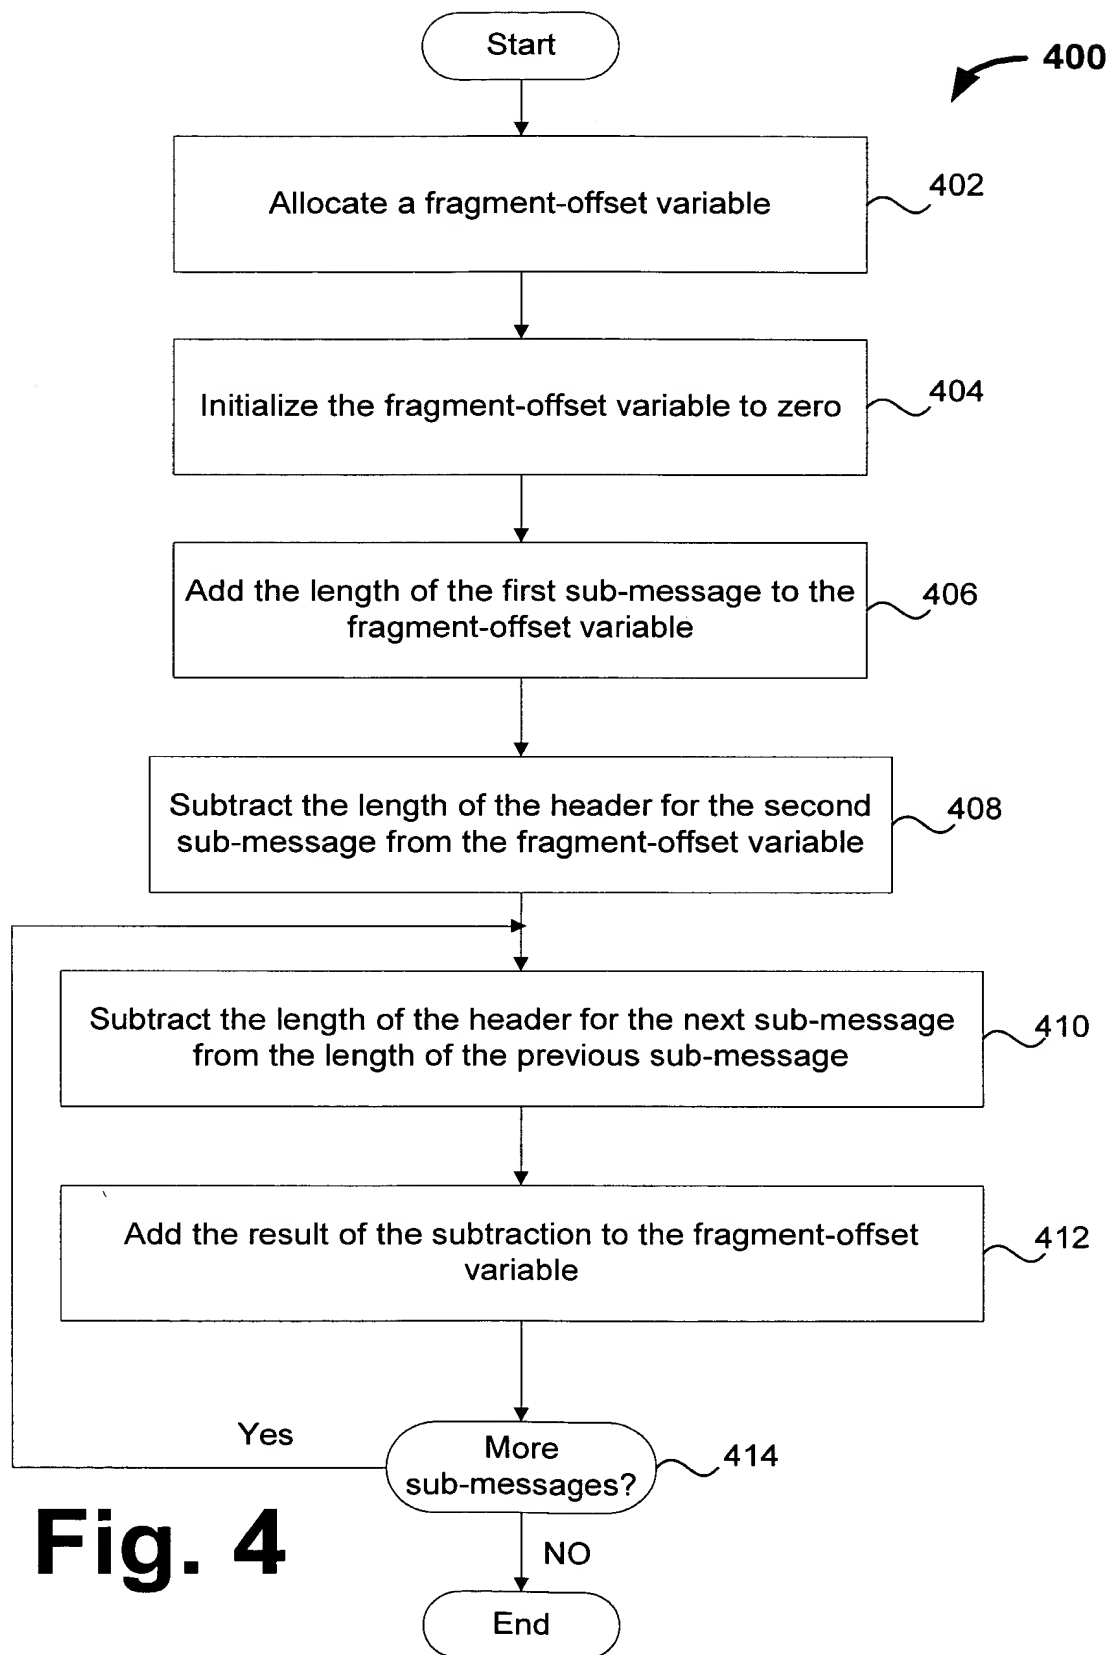 Start
400
Allocate a fragment-offset variable
402
Initialize the fragment-offset variable to zero
404
Add the length of the first sub-message to the
fragment-offset variable
406
Subtract the length of the header for the second
sub-message from the fragment-offset variable
408
Subtract the length of the header for the next sub-message
from the length of the previous sub-message
410
Add the result of the subtraction to the fragment-offset
variable
412
Yes
More
sub-messages?
414
Fig. 4
NO
End